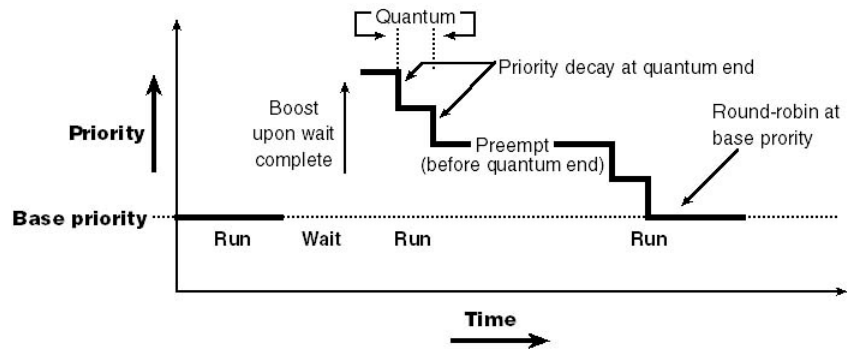 Quantum
Priority decay at quantum end
Boost
upon wait
complete
Round-robin at
base prority
Priority
Preempt
(before quantum end)
Base priority
Run
Wait
Run
Run
Time